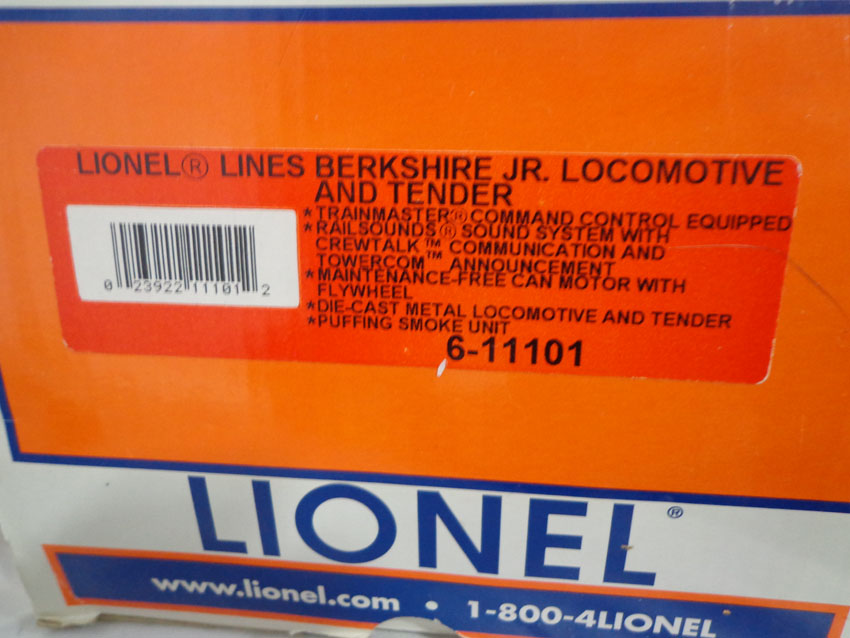 LIONEL® LINES BERKSHIRE JR. LOCOMOTIVE
AND TENDER
*TRAINMASTER® COMMAND CONTROL EQUIPPED
*RAILSOUNDS® SOUND SYSTEM WITH
CREWTALK™ COMMUNICATION AND
TOWERCOM™ ANNOUNCEMENT
*MAINTENANCE-FREE CAN MOTOR WITH
FLYWHEEL
*DIE-CAST METAL LOCOMOTIVE AND TENDER
*PUFFING SMOKE UNIT
6-11101
0 23922 11101 2
LIONEL®
www.lionel.com • 1-800-4LIONEL